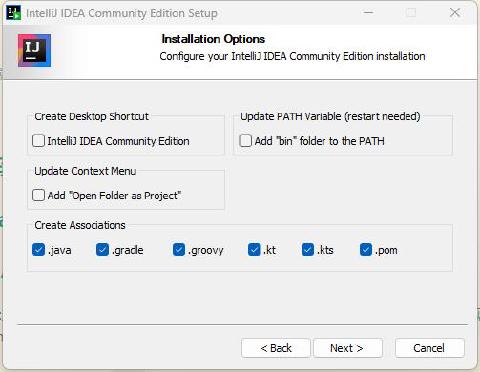 IntelliJ IDEA Community Edition Setup
IJ
Installation Options
Configure your IntelliJ IDEA Community Edition installation
Create Desktop Shortcut
IntelliJ IDEA Community Edition
Update PATH Variable (restart needed)
Add "bin" folder to the PATH
Update Context Menu
Add "Open Folder as Project"
Create Associations
.java .gradle .groovy .kt .kts .pom
< Back Next > Cancel